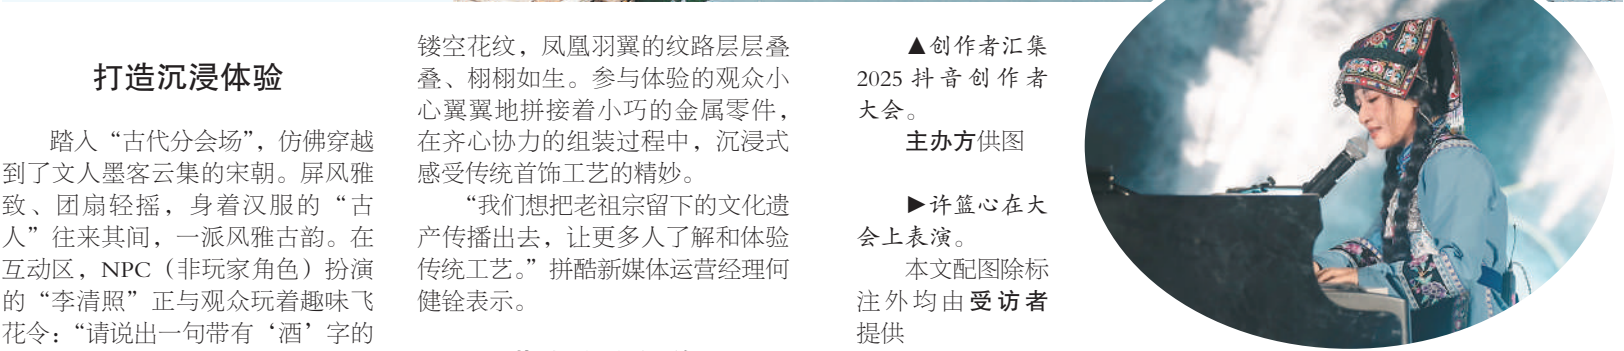 打造沉浸体验
踏入“古代分会场”，仿佛穿越
到了文人墨客云集的宋朝。屏风雅
致、团扇轻摇，身着汉服的“古
人”往来其间，一派风雅古韵。在
互动区，NPC（非玩家角色）扮演
的“李清照”正与观众玩着趣味飞
花令：“请说出一句带有‘酒’字的
镂空花纹，凤凰羽翼的纹路层层叠
叠、栩栩如生。参与体验的观众小
心翼翼地拼接着小巧的金属零件，
在齐心协力的组装过程中，沉浸式
感受传统首饰工艺的精妙。
“我们想把老祖宗留下的文化遗
产传播出去，让更多人了解和体验
传统工艺。”拼酷新媒体运营经理何
健铨表示。
▲创作者汇集
2025 抖音创作者
大会。
主办方供图
▶许篮心在大
会上表演。
本文配图除标
注外均由受访者
提供